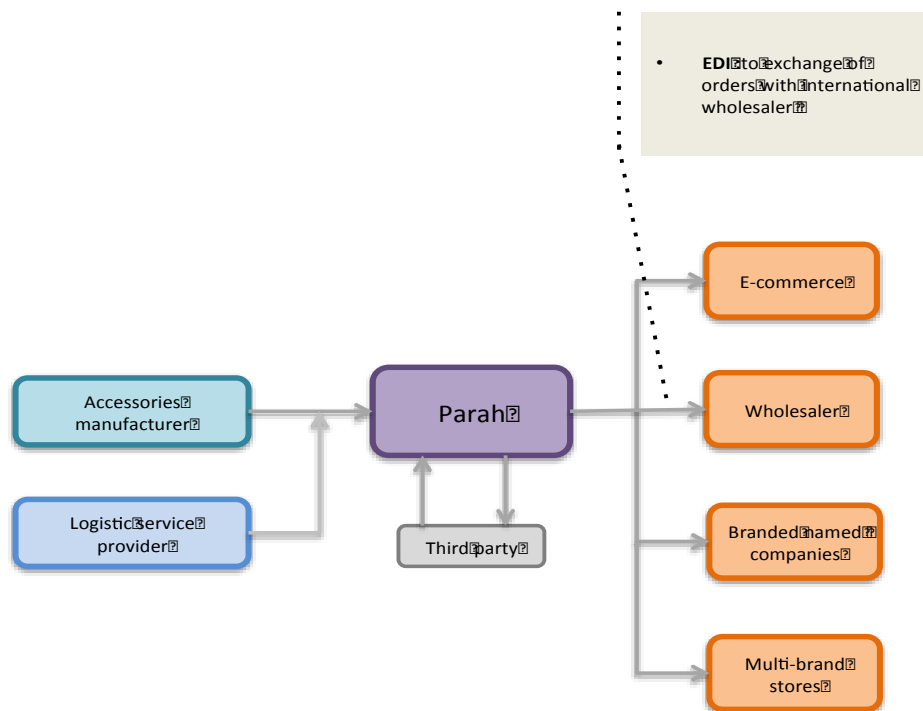 • EDI⍰to⍰exchange⍰of⍰
orders⍰with⍰international⍰
wholesaler⍰⍰
E-commerce⍰
Accessories⍰
manufacturer⍰
Parah⍰
Wholesaler⍰
Logistic⍰service⍰
provider⍰
Third⍰party⍰
Branded⍰named⍰⍰
companies⍰
Multi-brand⍰
stores⍰